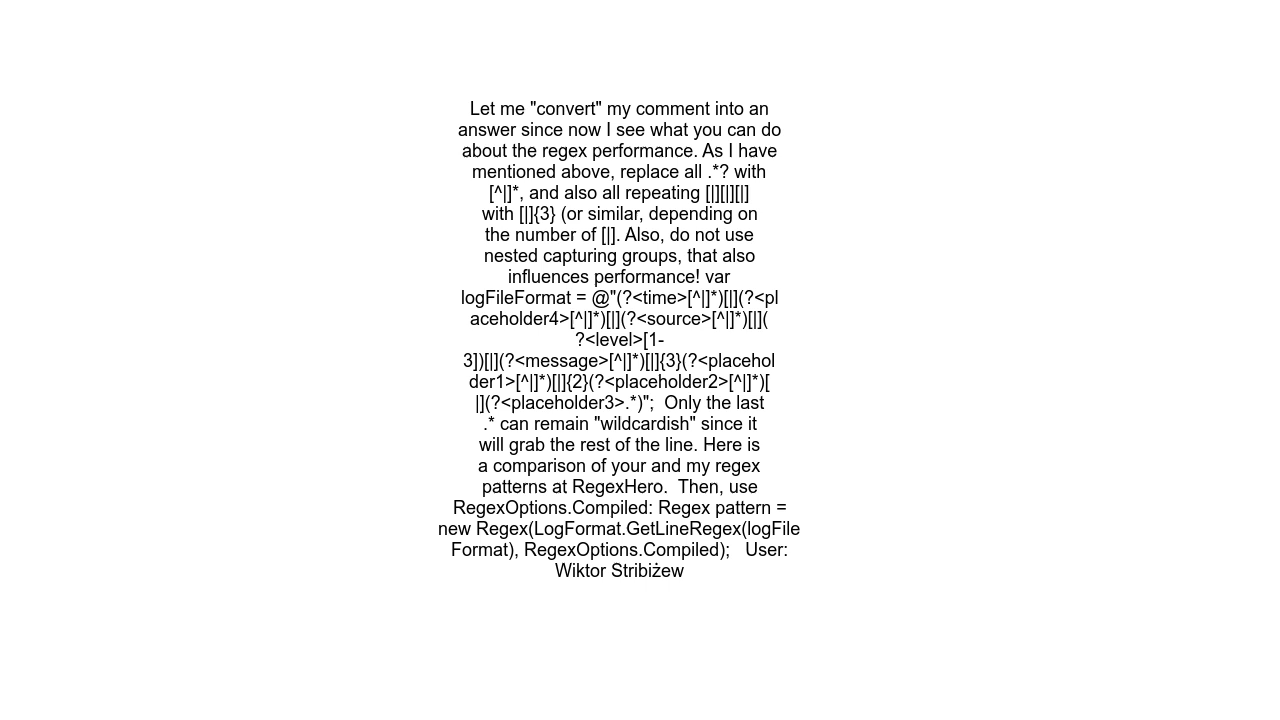 Let me "convert" my comment into an
answer since now I see what you can do
about the regex performance. As I have
mentioned above, replace all .*? with
[^|]*, and also all repeating [|][|][|]
with [|]{3} (or similar, depending on
the number of [|]. Also, do not use
nested capturing groups, that also
influences performance! var
logFileFormat = @"(?<time>[^|]*)[|](?<pl
aceholder4>[^|]*)[|](?<source>[^|]*)[|](
?<level>[1-
3])[|](?<message>[^|]*)[|]{3}(?<placehol
der1>[^|]*)[|]{2}(?<placeholder2>[^|]*)[
|](?<placeholder3>.*)";  Only the last
.* can remain "wildcardish" since it
will grab the rest of the line. Here is
a comparison of your and my regex
patterns at RegexHero.  Then, use
RegexOptions.Compiled: Regex pattern =
new Regex(LogFormat.GetLineRegex(logFile
Format), RegexOptions.Compiled);   User:
Wiktor Stribiżew